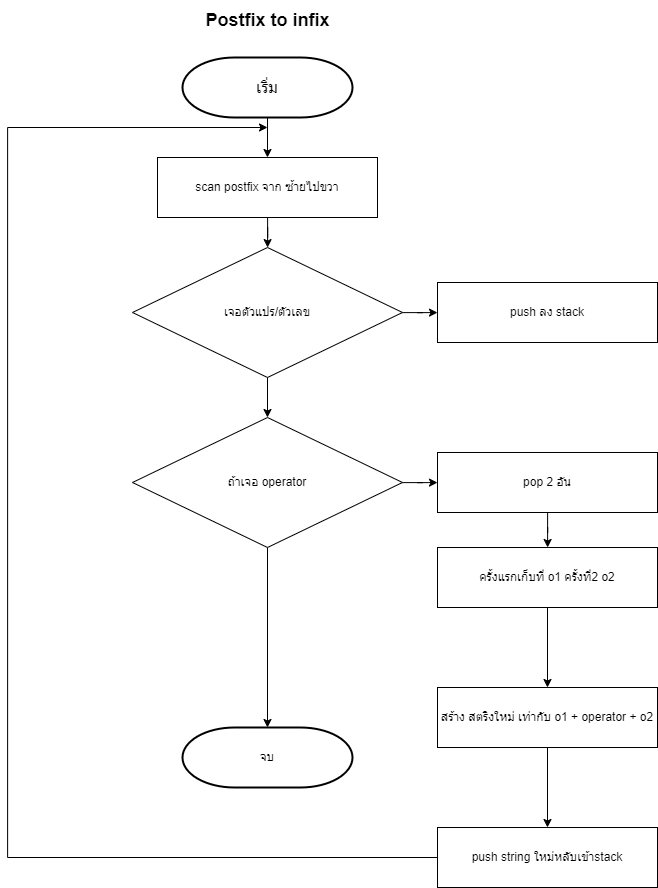 Postfix to infix
เริ่ม
scan postfix จาก ซ้ายไปขวา
เจอตัวแปร/ตัวเลข
push ลง stack
ถ้าเจอ operator
pop 2 อัน
ครั้งแรกเก็บที่ o1 ครั้งที่2 o2
สร้าง สตริงใหม่ เท่ากับ o1 + operator + o2
จบ
push string ใหม่หลับเข้าstack